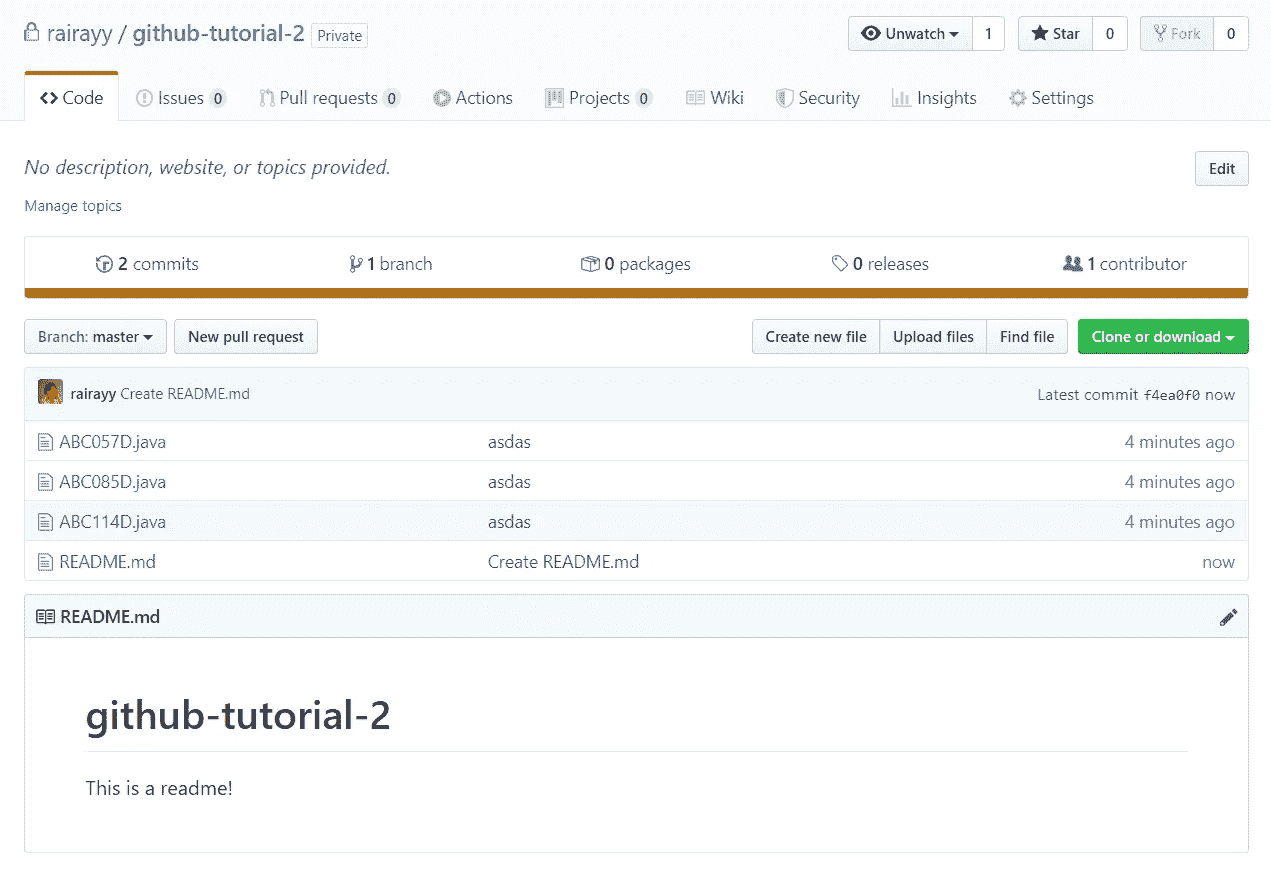 rairayy / github-tutorial-2 Private Unwatch 1 Star 0 Fork 0
Code Issues 0 Pull requests 0 Actions Projects 0 Wiki Security Insights Settings
No description, website, or topics provided. Edit
Manage topics
2 commits 1 branch 0 packages 0 releases 1 contributor
Branch: master New pull request Create new file Upload files Find file Clone or download
rairayy Create README.md Latest commit f4ea0f0 now
ABC057D.java asdas 4 minutes ago
ABC085D.java asdas 4 minutes ago
ABC114D.java asdas 4 minutes ago
README.md Create README.md now
README.md
github-tutorial-2
This is a readme!